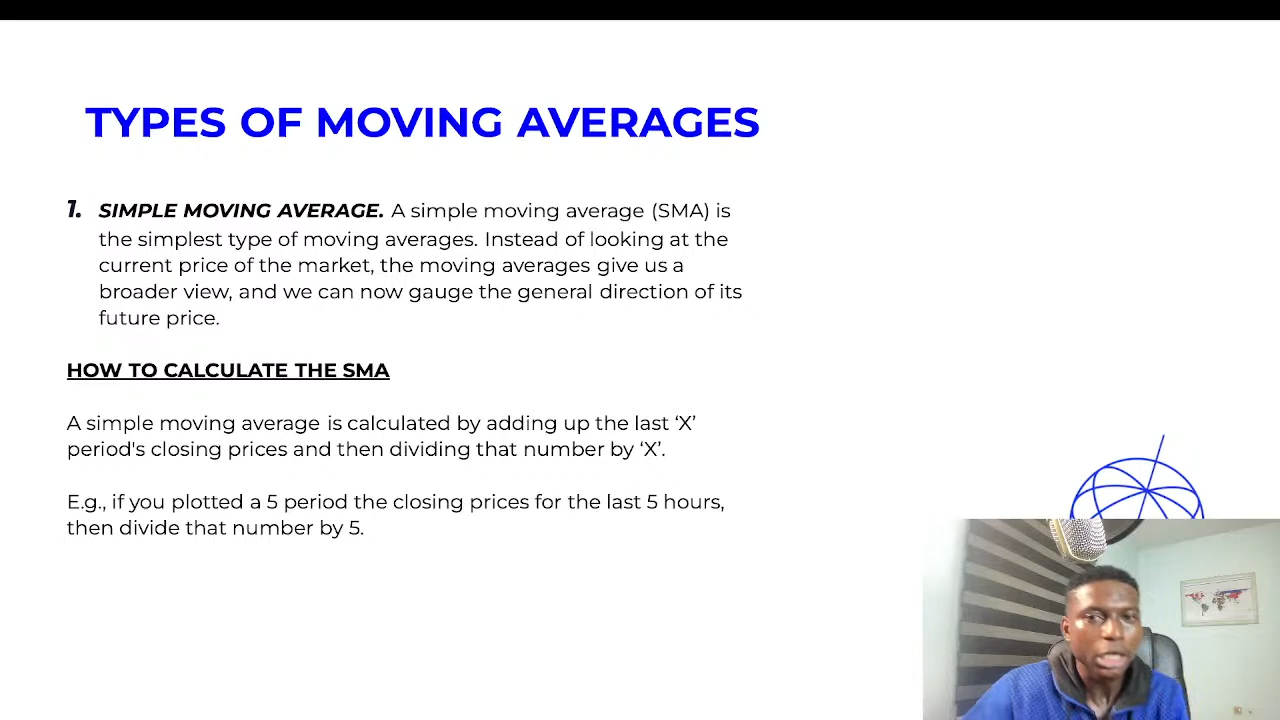 TYPES OF MOVING AVERAGES
1. SIMPLE MOVING AVERAGE. A simple moving average (SMA) is
the simplest type of moving averages. Instead of looking at the
current price of the market, the moving averages give us a
broader view, and we can now gauge the general direction of its
future price.
HOW TO CALCULATE THE SMA
A simple moving average is calculated by adding up the last ‘X’
period's closing prices and then dividing that number by ‘X’.
E.g., if you plotted a 5 period the closing prices for the last 5 hours,
then divide that number by 5.